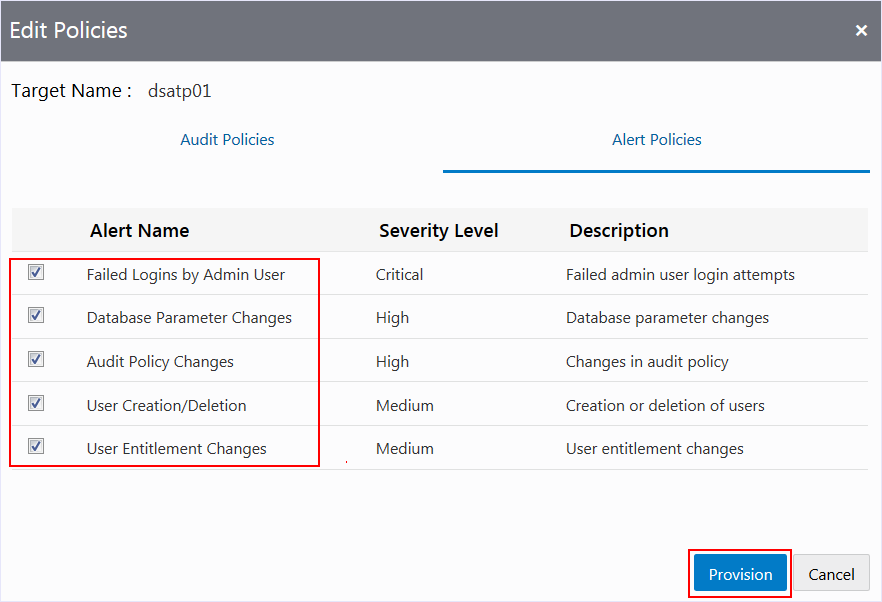 Edit Policies ×
Target Name : dsatp01
Audit Policies Alert Policies
Alert Name Severity Level Description
Failed Logins by Admin User Critical Failed admin user login attempts
Database Parameter Changes High Database parameter changes
Audit Policy Changes High Changes in audit policy
User Creation/Deletion Medium Creation or deletion of users
User Entitlement Changes Medium User entitlement changes
Provision Cancel